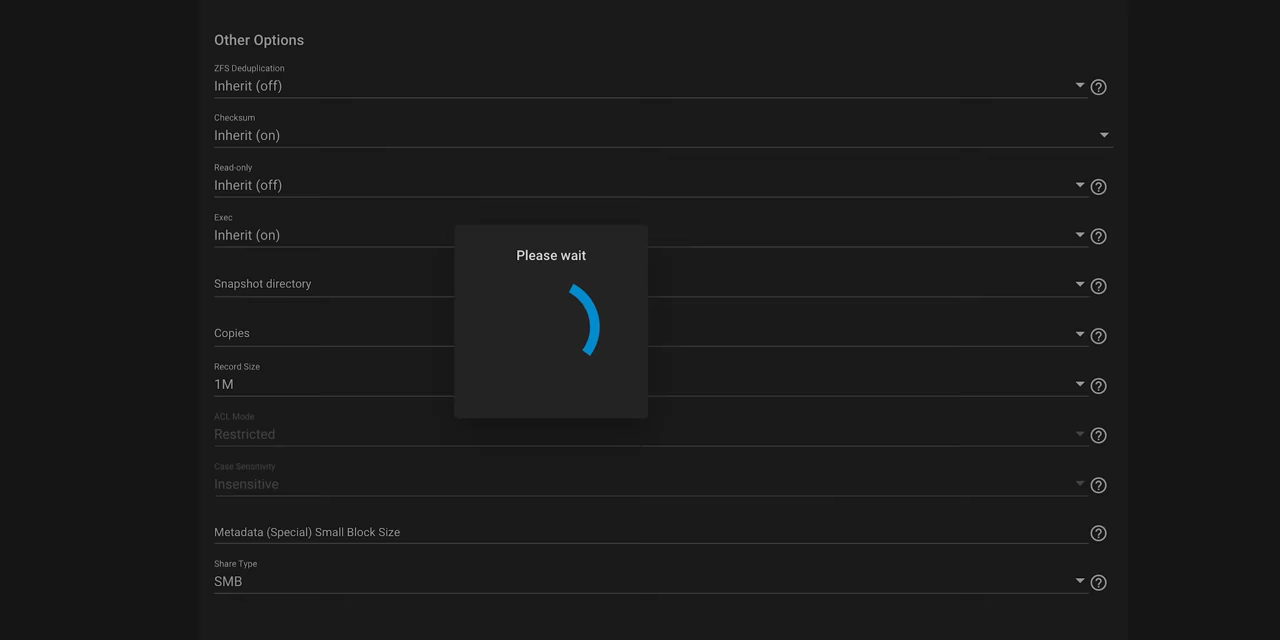 Other Options
ZFS Deduplication
Inherit (off)
Checksum
Inherit (on)
Read-only
Inherit (off)
Exec
Inherit (on)
Please wait
Snapshot directory
Copies
Record Size
1M
ACL Mode
Restricted
Case Sensitivity
Insensitive
Metadata (Special) Small Block Size
Share Type
SMB